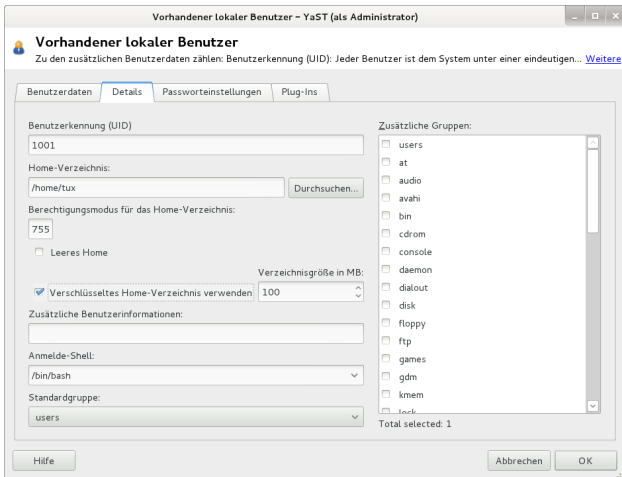 Vorhandener lokaler Benutzer – YaST (als Administrator)
Vorhandener lokaler Benutzer
Zu den zusätzlichen Benutzerdaten zählen: Benutzerkennung (UID): Jeder Benutzer ist dem System unter einer eindeutigen... Weitere
Benutzerdaten Details Passworteinstellungen Plug-Ins
Benutzerkennung (UID)
1001
Home-Verzeichnis:
/home/tux Durchsuchen...
Berechtigungsmodus für das Home-Verzeichnis:
755
Leeres Home
Verzeichnisgröße in MB:
Verschlüsseltes Home-Verzeichnis verwenden 100
Zusätzliche Benutzerinformationen:
Anmelde-Shell:
/bin/bash
Standardgruppe:
users
Zusätzliche Gruppen:
users
at
audio
avahi
bin
cdrom
console
daemon
dialout
disk
floppy
ftp
games
gdm
kmem
lock
Total selected: 1
Hilfe Abbrechen OK